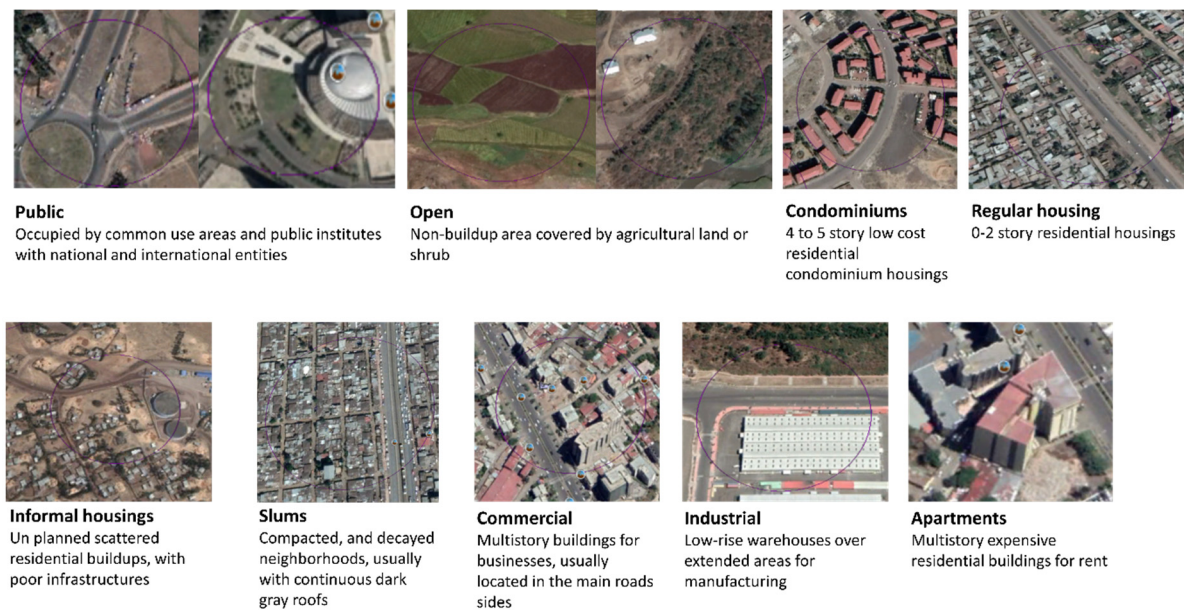 Public
Occupied by common use areas and public institutes
with national and international entities
Open
Non-buildup area covered by agricultural land or
shrub
Condominiums
4 to 5 story low cost
residential
condominium housings
Regular housing
0-2 story residential housings
Informal housings
Un planned scattered
residential buildups, with
poor infrastructures
Slums
Compacted, and decayed
neighborhoods, usually
with continuous dark
gray roofs
Commercial
Multistory buildings for
businesses, usually
located in the main roads
sides
Industrial
Low-rise warehouses over
extended areas for
manufacturing
Apartments
Multistory expensive
residential buildings for rent